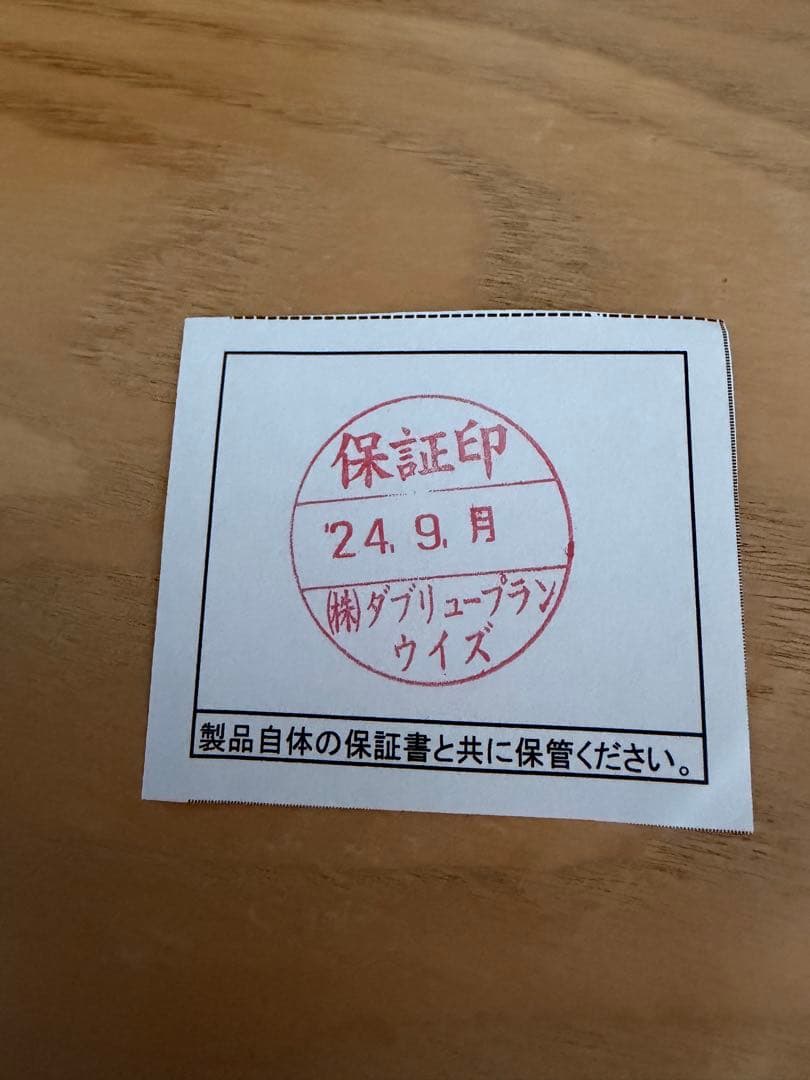 保証印
'24. 9. 月
㈱ダブリュープラン
ウイズ
製品自体の保証書と共に保管ください。